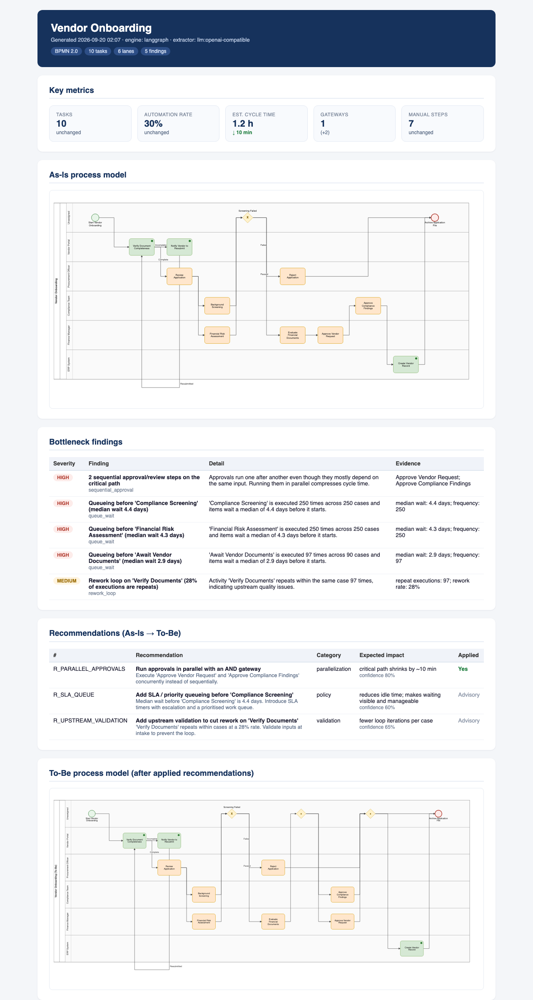 Vendor Onboarding
Generated 2026-09-20 02:07 · engine: langgraph · extractor: llm:openai-compatible
BPMN 2.0
10 tasks
6 lanes
5 findings
Key metrics
TASKS
10
unchanged
AUTOMATION RATE
30%
unchanged
EST. CYCLE TIME
1.2 h
↓ 10 min
GATEWAYS
1
(+2)
MANUAL STEPS
7
unchanged
As-Is process model
Vendor Onboarding
Unassigned
Vendor Portal
Procurement Officer
Compliance Team
Finance Manager
ERP System
Start Vendor
Onboarding
Screening Failed
X
Archive Application
File
Verify Document
Completeness
Incomplete
Notify Vendor to
Resubmit
Complete
Failed
Review
Application
Passed
Reject
Application
Background
Screening
Approve
Compliance
Findings
Financial Risk
Assessment
Evaluate
Financial
Documents
Approve Vendor
Request
Create Vendor
Record
Resubmitted
Bottleneck findings
Severity
Finding
Detail
Evidence
HIGH
2 sequential approval/review steps on the
critical path
sequential_approval
Approvals run one after another even though they mostly depend on
the same input. Running them in parallel compresses cycle time.
Approve Vendor Request;
Approve Compliance Findings
HIGH
Queueing before 'Compliance Screening'
(median wait 4.4 days)
queue_wait
'Compliance Screening' is executed 250 times across 250 cases and
items wait a median of 4.4 days before it starts.
median wait: 4.4 days; frequency:
250
HIGH
Queueing before 'Financial Risk
Assessment' (median wait 4.3 days)
queue_wait
'Financial Risk Assessment' is executed 250 times across 250 cases
and items wait a median of 4.3 days before it starts.
median wait: 4.3 days; frequency:
250
HIGH
Queueing before 'Await Vendor
Documents' (median wait 2.9 days)
queue_wait
'Await Vendor Documents' is executed 97 times across 90 cases and
items wait a median of 2.9 days before it starts.
median wait: 2.9 days; frequency:
97
MEDIUM
Rework loop on 'Verify Documents' (28%
of executions are repeats)
rework_loop
Activity 'Verify Documents' repeats within the same case 97 times,
indicating upstream quality issues.
repeat executions: 97; rework
rate: 28%
Recommendations (As-Is → To-Be)
#
Recommendation
Category
Expected impact
Applied
R_PARALLEL_APPROVALS
Run approvals in parallel with an AND gateway
Execute 'Approve Vendor Request' and 'Approve Compliance Findings'
concurrently instead of sequentially.
parallelization
critical path shrinks by ~10 min
confidence 80%
Yes
R_SLA_QUEUE
Add SLA / priority queueing before 'Compliance Screening'
Median wait before 'Compliance Screening' is 4.4 days. Introduce SLA
timers with escalation and a prioritised work queue.
policy
reduces idle time; makes waiting
visible and manageable
confidence 60%
Advisory
R_UPSTREAM_VALIDATION
Add upstream validation to cut rework on 'Verify Documents'
'Verify Documents' repeats within cases at a 28% rate. Validate inputs at
intake to prevent the loop.
validation
fewer loop iterations per case
confidence 65%
Advisory
To-Be process model (after applied recommendations)
Vendor Onboarding (To-Be)
Unassigned
Vendor Portal
Procurement Officer
Compliance Team
Finance Manager
ERP System
Start Vendor
Onboarding
Screening Failed
X
+
+
Archive Application
File
Verify Document
Completeness
Incomplete
Notify Vendor to
Resubmit
Failed
Complete
Review
Application
Passed
Reject
Application
Background
Screening
Approve
Compliance
Findings
Financial Risk
Assessment
Evaluate
Financial
Documents
Approve Vendor
Request
Create Vendor
Record
Resubmitted